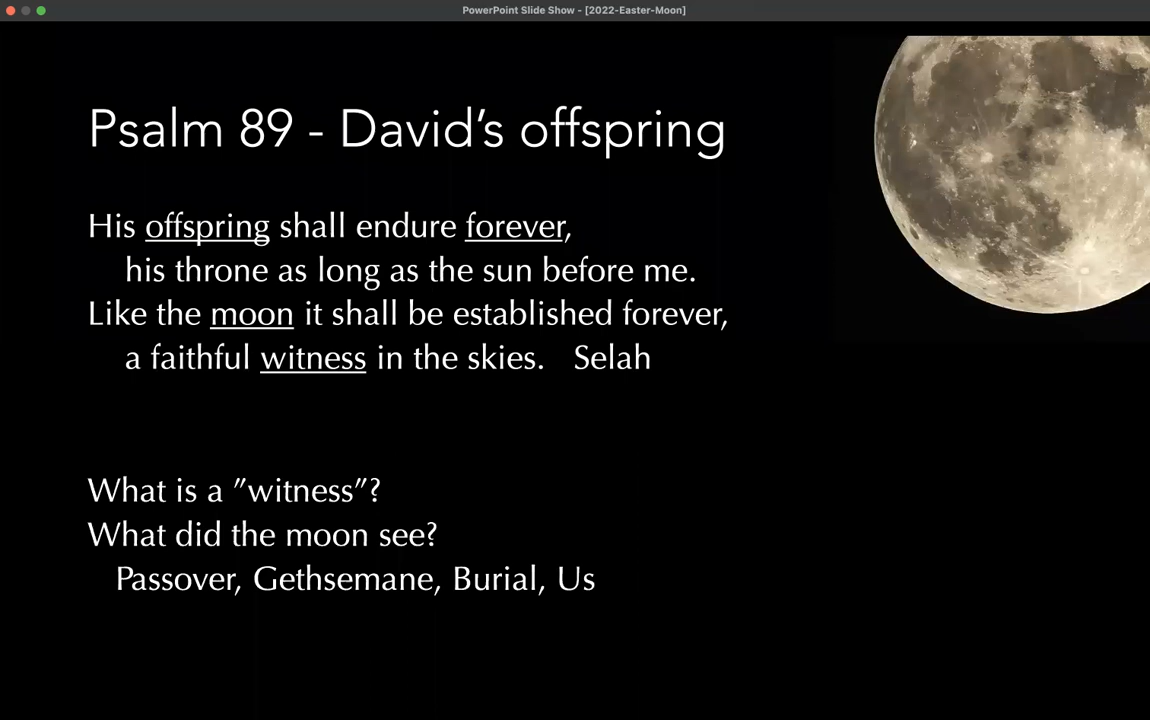 PowerPoint Slide Show - [2022-Easter-Moon]
Psalm 89 - David’s offspring
His offspring shall endure forever,
his throne as long as the sun before me.
Like the moon it shall be established forever,
a faithful witness in the skies. Selah
What is a ”witness”?
What did the moon see?
Passover, Gethsemane, Burial, Us